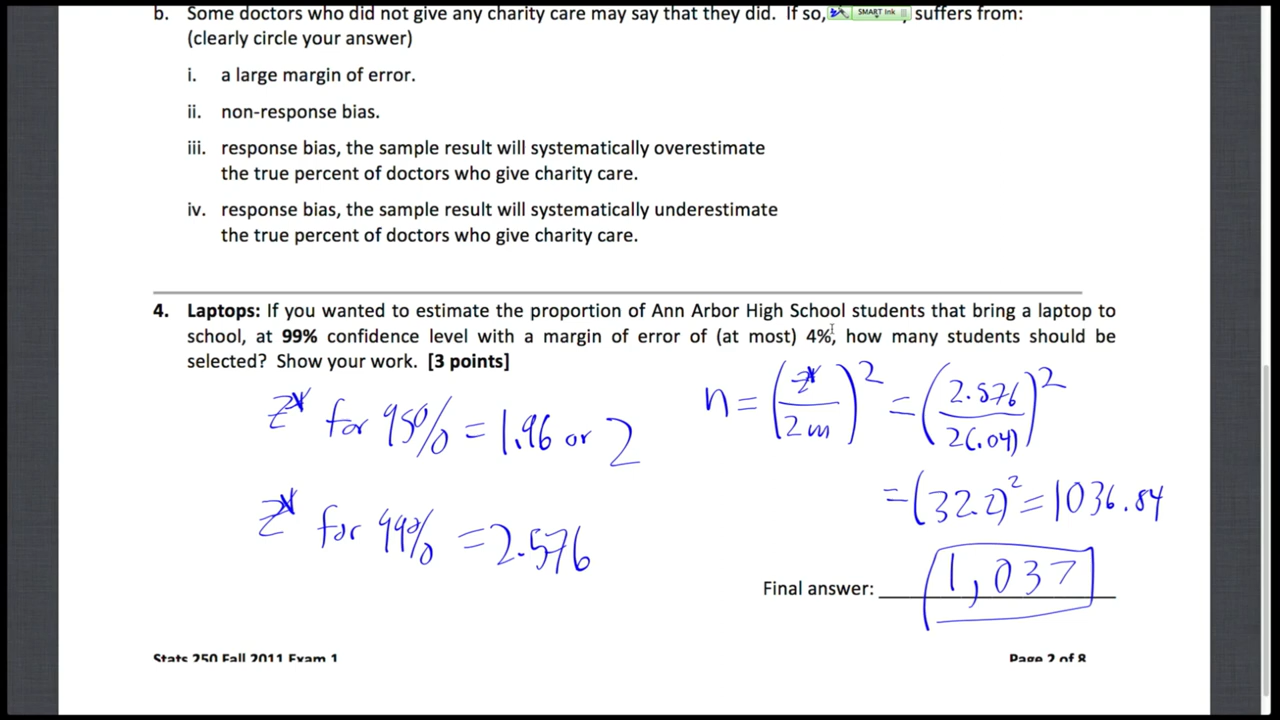 b. Some doctors who did not give any charity care may say that they did. If so, SMART Ink suffers from:
(clearly circle your answer)
i. a large margin of error.
ii. non-response bias.
iii. response bias, the sample result will systematically overestimate
the true percent of doctors who give charity care.
iv. response bias, the sample result will systematically underestimate
the true percent of doctors who give charity care.
4. Laptops: If you wanted to estimate the proportion of Ann Arbor High School students that bring a laptop to
school, at 99% confidence level with a margin of error of (at most) 4%, how many students should be
selected? Show your work. [3 points]
z* for 95% = 1.96 or 2
z* for 99% = 2.576
n = (z*/2m)² = (2.576/2(.04))²
= (32.2)² = 1036.84
Final answer: 1,037
Stats 250 Fall 2011 Exam 1
Page 2 of 8